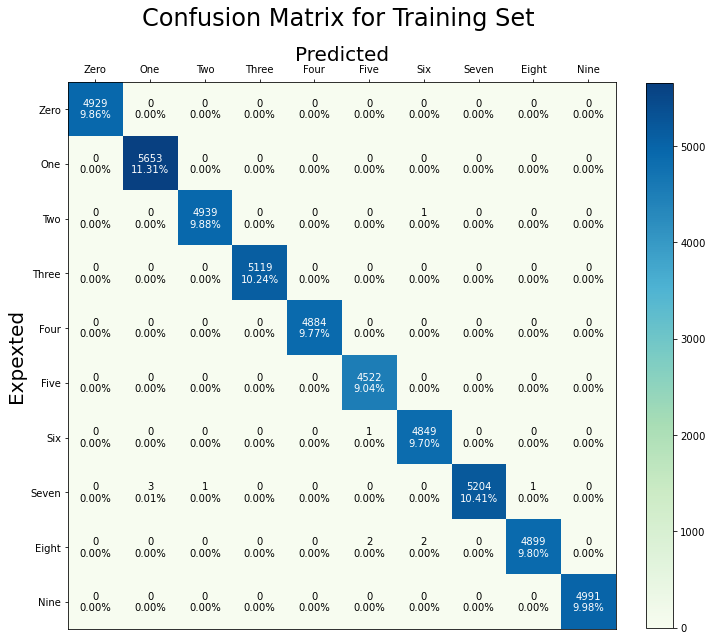 Confusion Matrix for Training Set
Predicted
Zero One Two Three Four Five Six Seven Eight Nine
Zero 4929 0 0 0 0 0 0 0 0 0
9.86% 0.00% 0.00% 0.00% 0.00% 0.00% 0.00% 0.00% 0.00% 0.00%
One 0 5653 0 0 0 0 0 0 0 0
0.00% 11.31% 0.00% 0.00% 0.00% 0.00% 0.00% 0.00% 0.00% 0.00%
Two 0 0 4939 0 0 0 1 0 0 0
0.00% 0.00% 9.88% 0.00% 0.00% 0.00% 0.00% 0.00% 0.00% 0.00%
Three 0 0 0 5119 0 0 0 0 0 0
0.00% 0.00% 0.00% 10.24% 0.00% 0.00% 0.00% 0.00% 0.00% 0.00%
Four 0 0 0 0 4884 0 0 0 0 0
0.00% 0.00% 0.00% 0.00% 9.77% 0.00% 0.00% 0.00% 0.00% 0.00%
Five 0 0 0 0 0 4522 0 0 0 0
0.00% 0.00% 0.00% 0.00% 0.00% 9.04% 0.00% 0.00% 0.00% 0.00%
Six 0 0 0 0 0 1 4849 0 0 0
0.00% 0.00% 0.00% 0.00% 0.00% 0.00% 9.70% 0.00% 0.00% 0.00%
Seven 0 3 1 0 0 0 0 5204 1 0
0.00% 0.01% 0.00% 0.00% 0.00% 0.00% 0.00% 10.41% 0.00% 0.00%
Eight 0 0 0 0 0 2 2 0 4899 0
0.00% 0.00% 0.00% 0.00% 0.00% 0.00% 0.00% 0.00% 9.80% 0.00%
Nine 0 0 0 0 0 0 0 0 0 4991
0.00% 0.00% 0.00% 0.00% 0.00% 0.00% 0.00% 0.00% 0.00% 9.98%
Expexted
5000
4000
3000
2000
1000
0